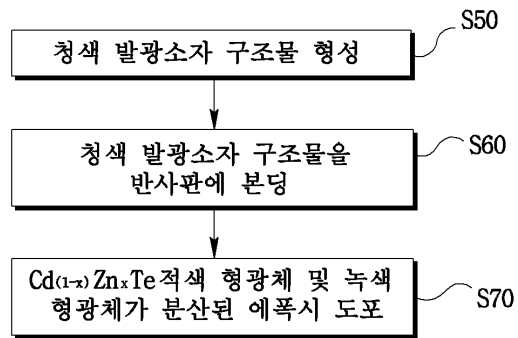 청색 발광소자 구조물 형성
S50
청색 발광소자 구조물을
반사판에 본딩
S60
Cd(1-x)ZnxTe적색 형광체 및 녹색
형광체가 분산된 에폭시 도포
S70